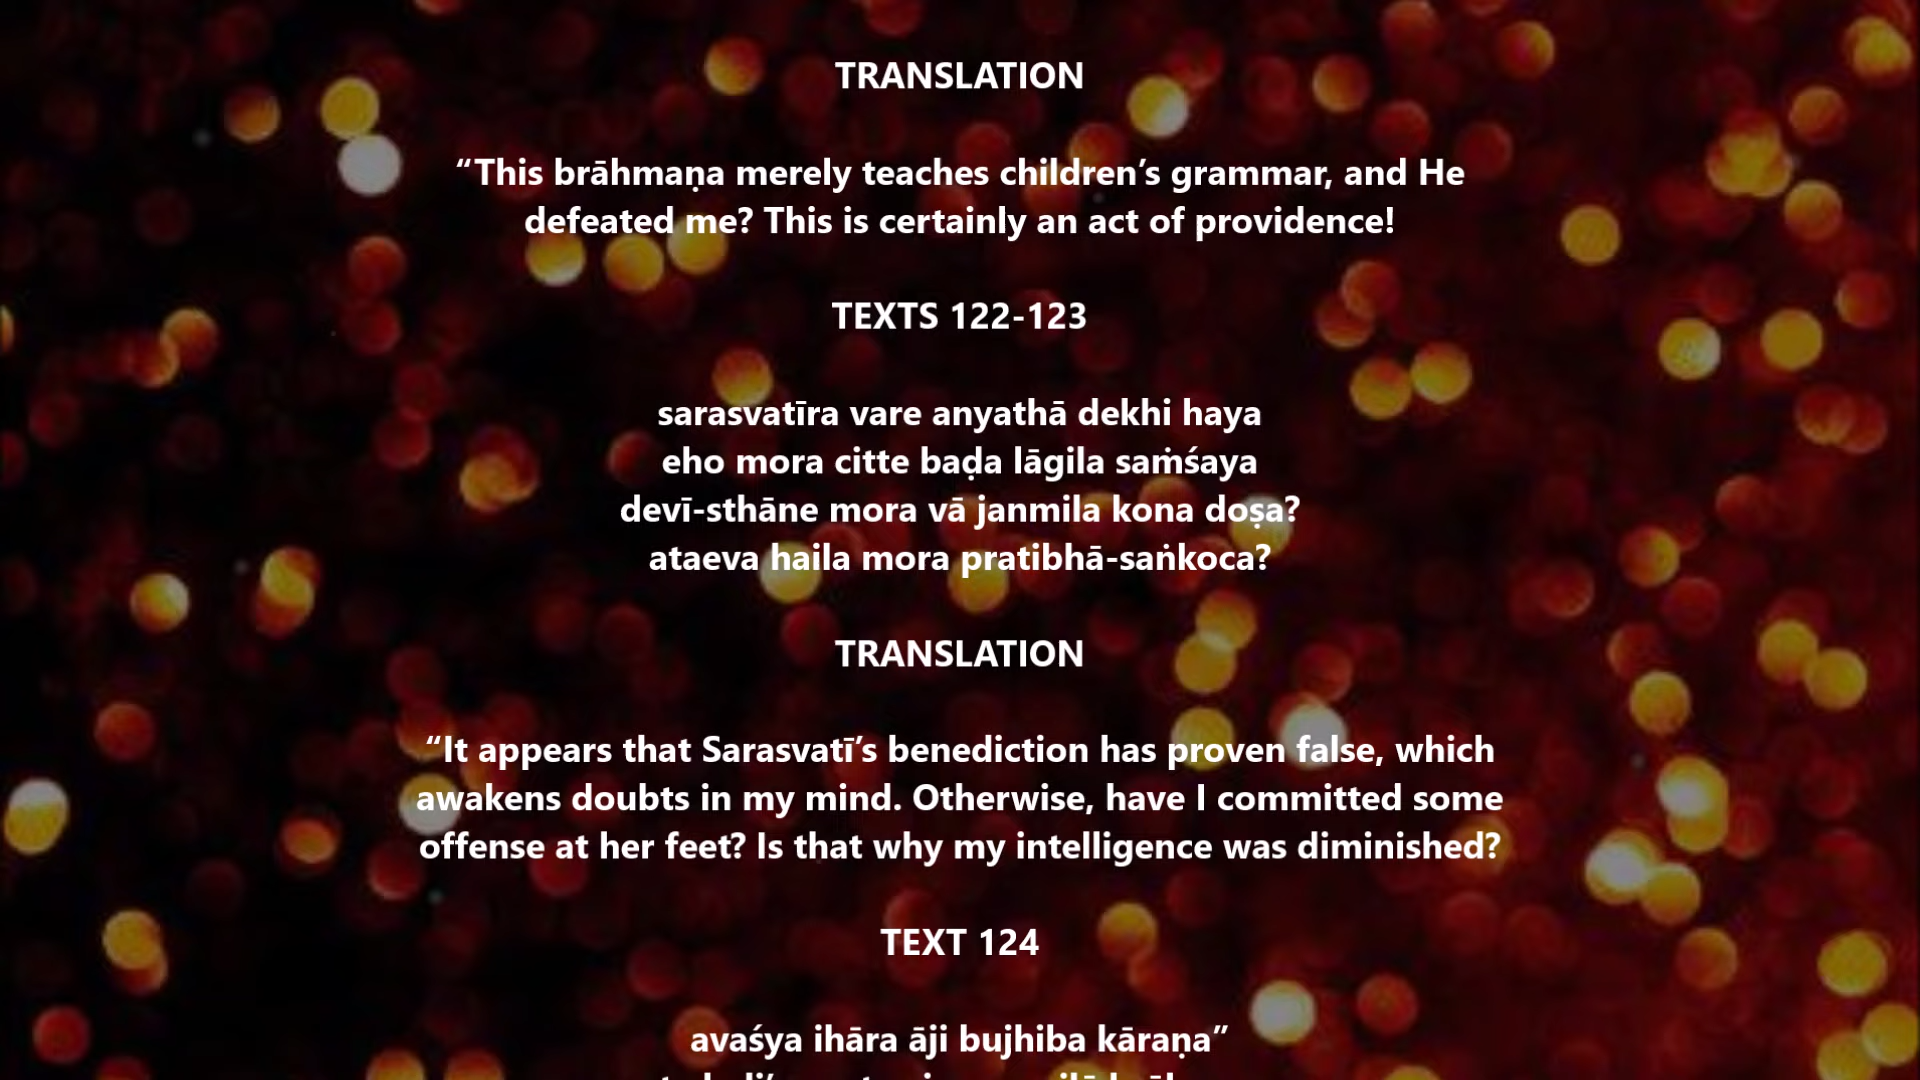 TRANSLATION
“This brāhmaṇa merely teaches children’s grammar, and He
defeated me? This is certainly an act of providence!
TEXTS 122-123
sarasvatīra vare anyathā dekhi haya
eho mora citte baḍa lāgila saṁśaya
devī-sthāne mora vā janmila kona doṣa?
ataeva haila mora pratibhā-saṅkoca?
TRANSLATION
“It appears that Sarasvatī’s benediction has proven false, which
awakens doubts in my mind. Otherwise, have I committed some
offense at her feet? Is that why my intelligence was diminished?
TEXT 124
avaśya ihāra āji bujhiba kāraṇa”